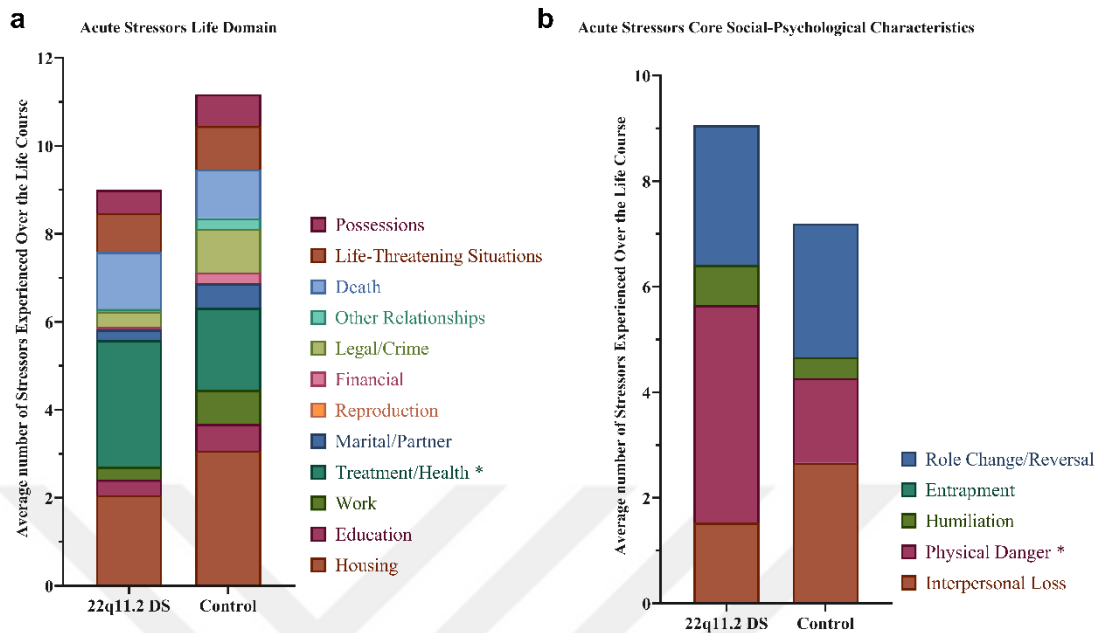 a
Acute Stressors Life Domain
Average number of Stressors Experienced Over the Life Course
12
10
8
6
4
2
0
22q11.2 DS
Control
Possessions
Life-Threatening Situations
Death
Other Relationships
Legal/Crime
Financial
Reproduction
Marital/Partner
Treatment/Health *
Work
Education
Housing
b
Acute Stressors Core Social-Psychological Characteristics
Average number of Stressors Experienced Over the Life Course
10
8
6
4
2
0
22q11.2 DS
Control
Role Change/Reversal
Entrapment
Humiliation
Physical Danger *
Interpersonal Loss